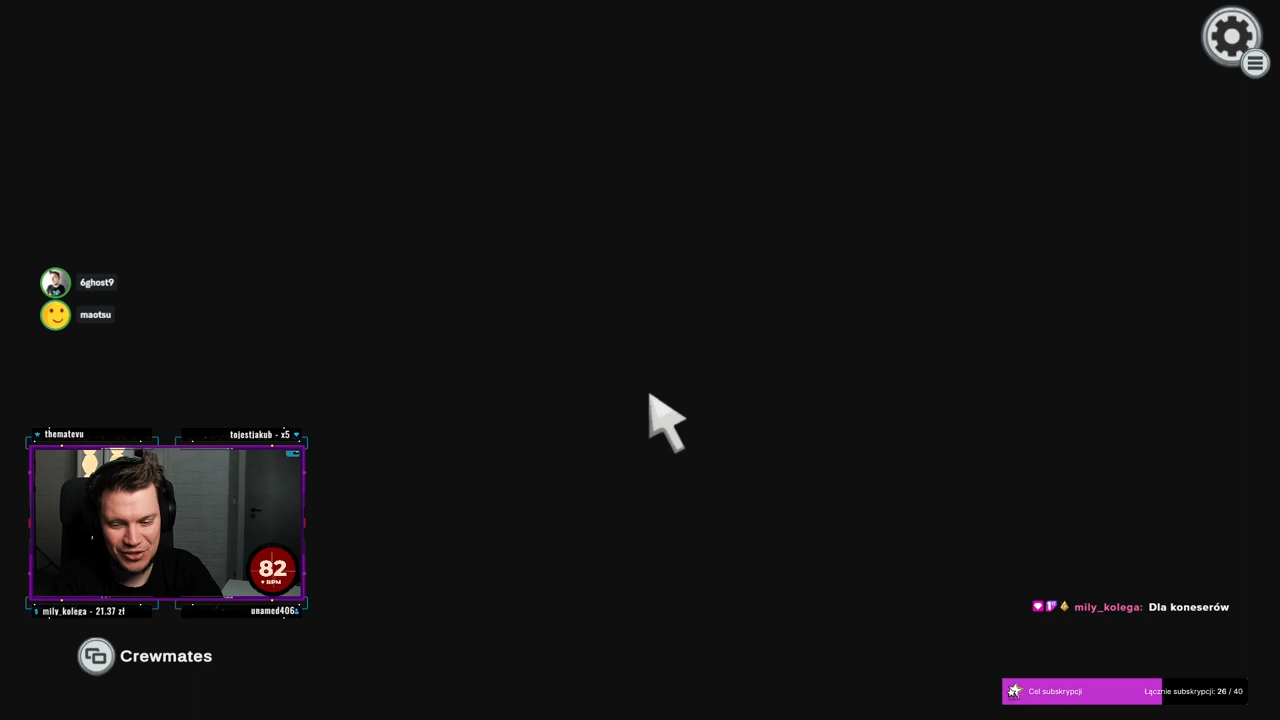 6ghost9
maotsu
thematevu
tojestjakub - x5
82
BPM
mily_kolega - 21.37 zł
unamed406
mily_kolega: Dla koneserów
Crewmates
Cel subskrypcji
Łącznie subskrypcji: 26 / 40